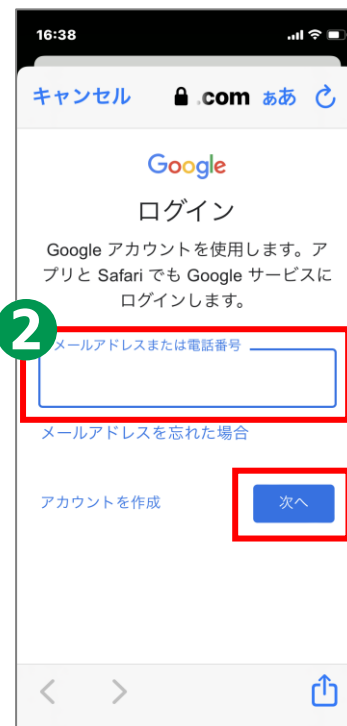 16:38
キャンセル .com ぁあ
Google
ログイン
Google アカウントを使用します。ア
プリと Safari でも Google サービスに
ログインします。
2
メールアドレスまたは電話番号
メールアドレスを忘れた場合
アカウントを作成 次へ